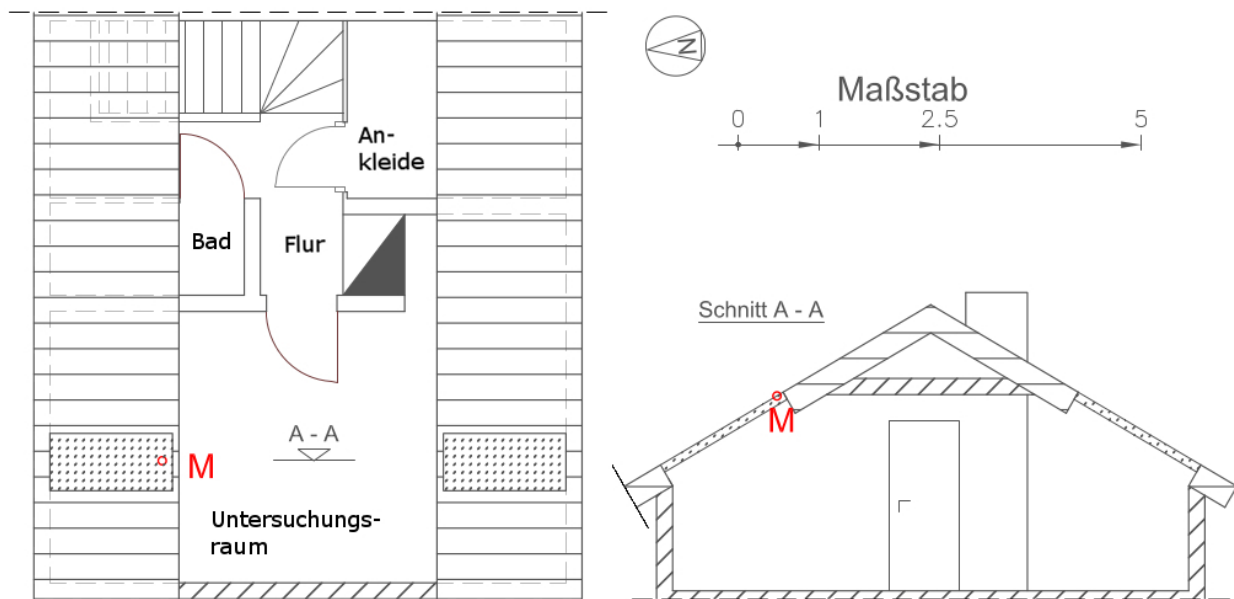 An-
kleide
Bad
Flur
A - A
M
Untersuchungs-
raum
N
Maßstab
0 1 2.5 5
Schnitt A - A
M